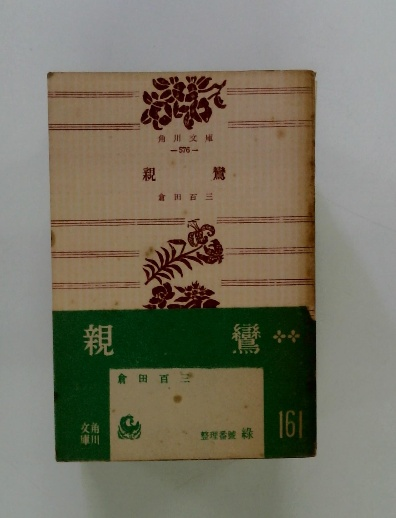 角川文庫
—576—
親鸞
倉田百三
親鸞
倉田百三
角川文庫
整理番號 綠 161